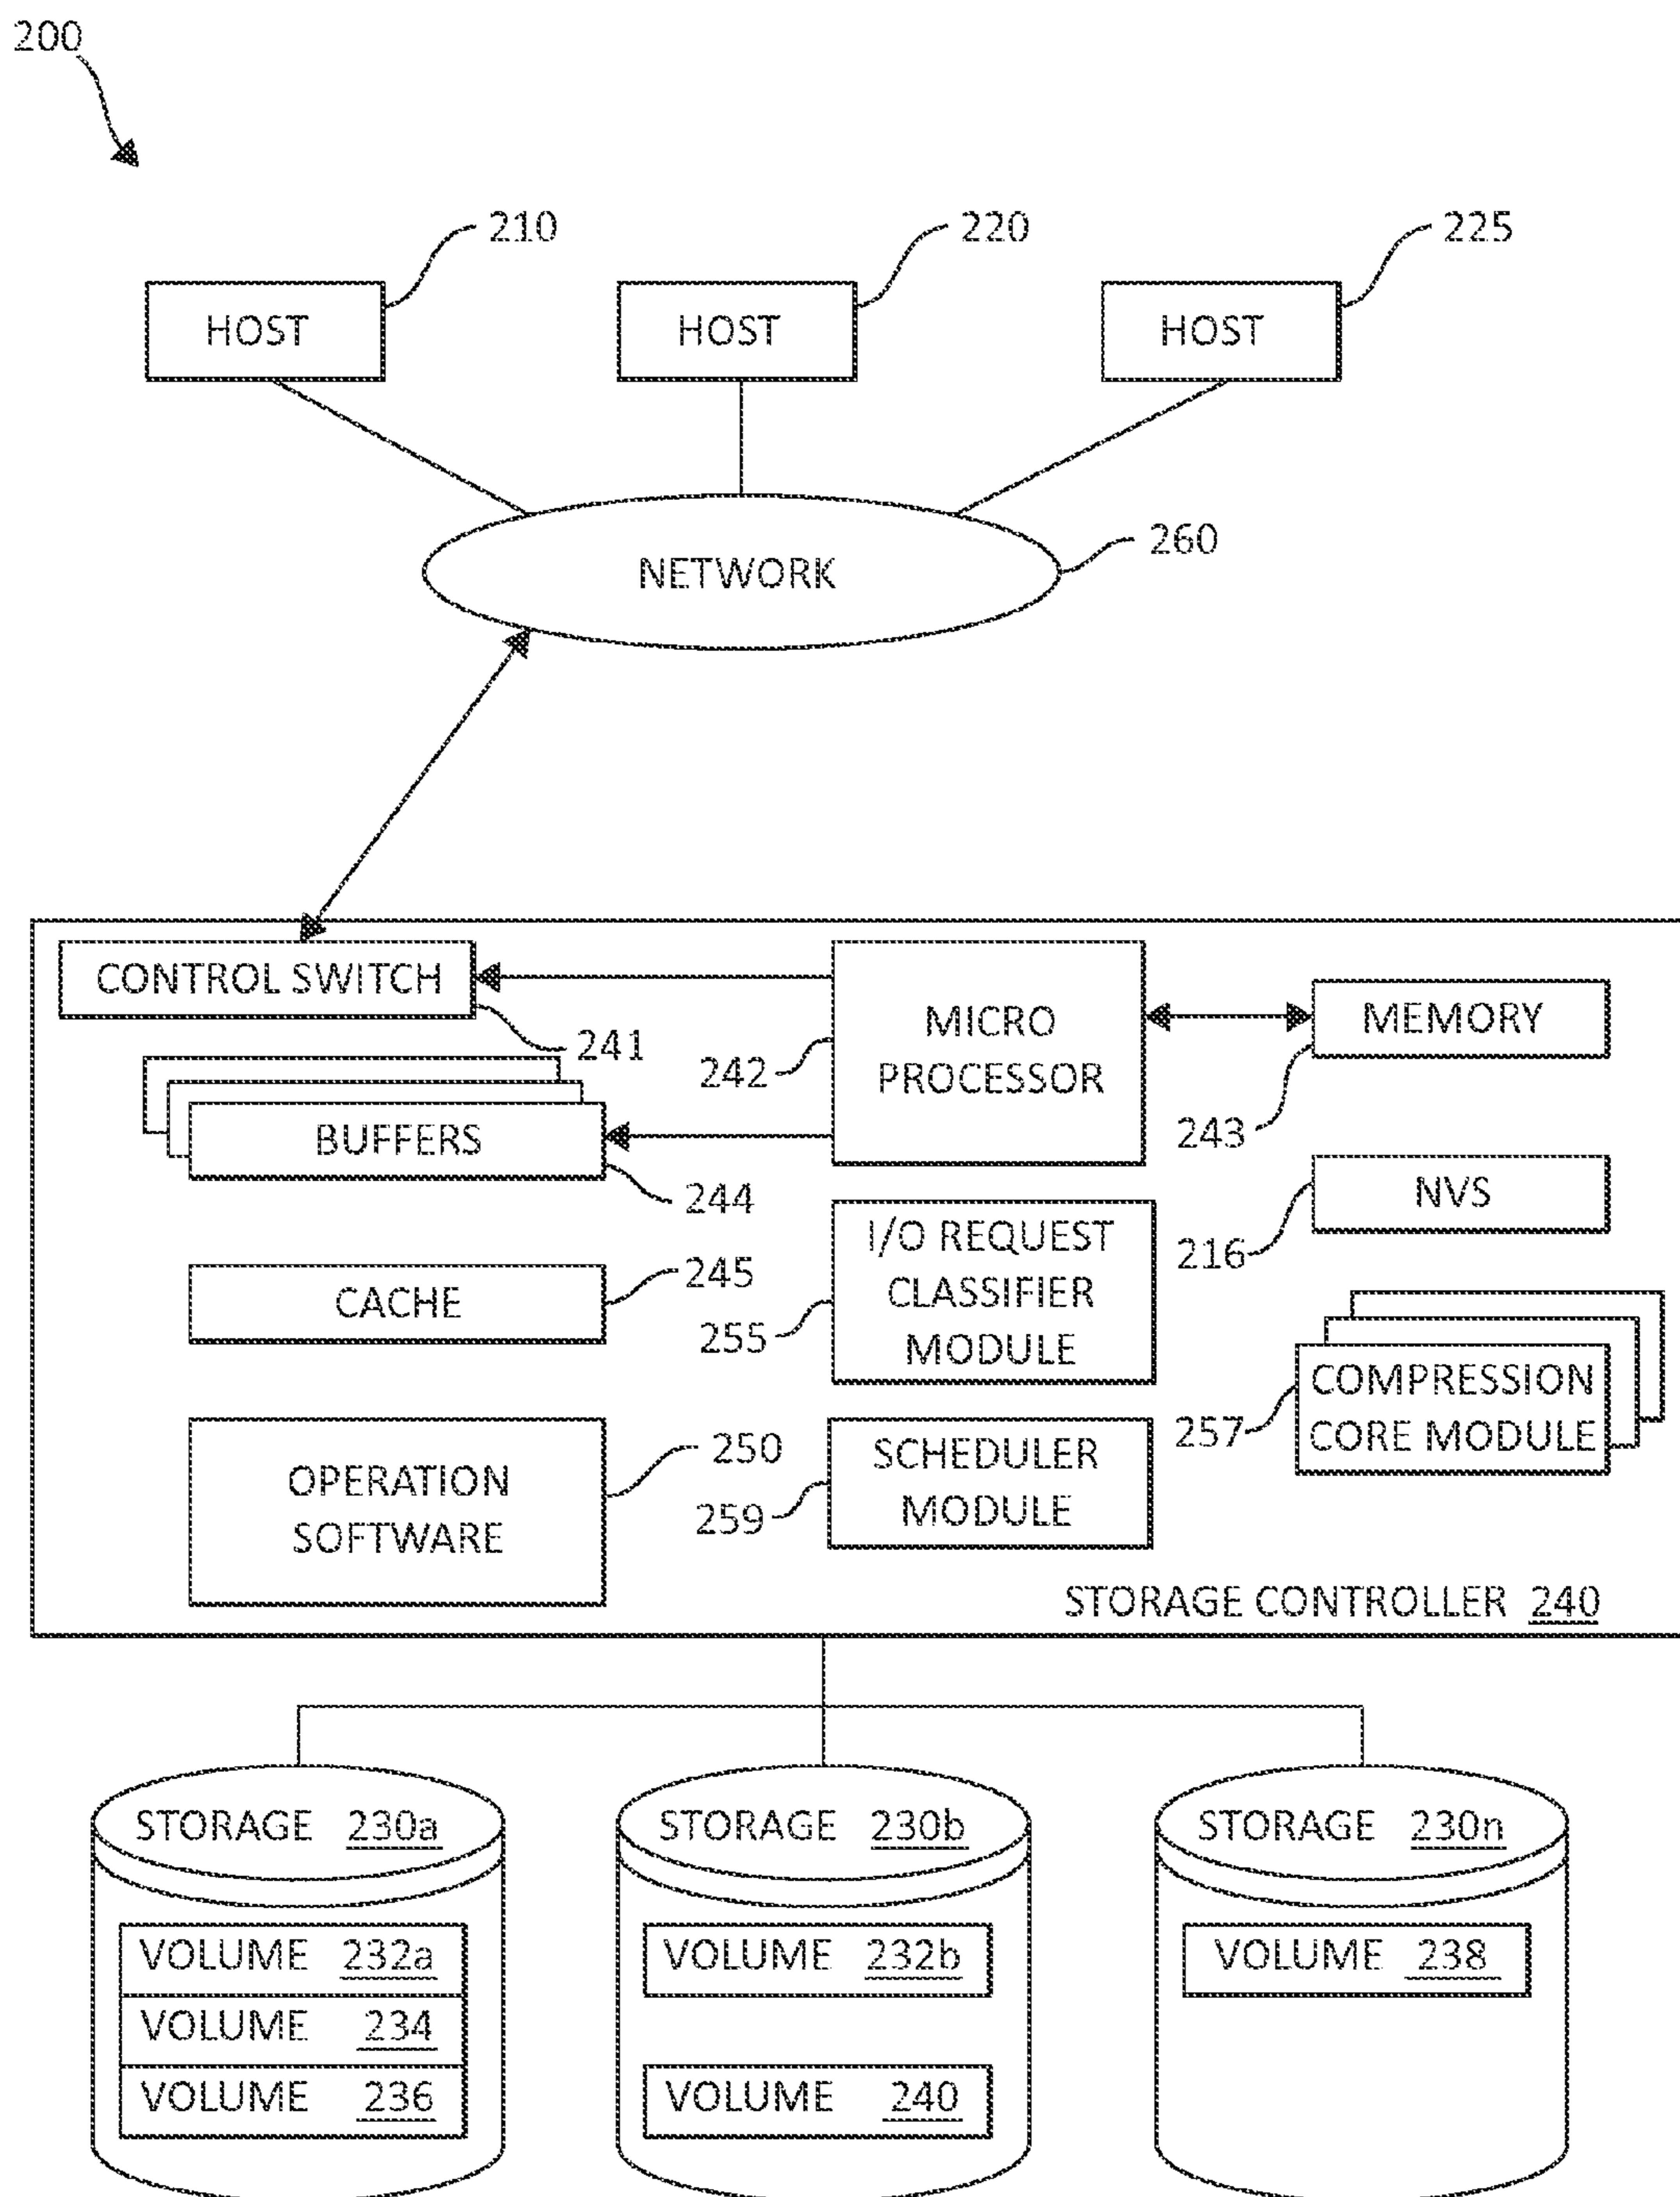 200
210
220
225
HOST
HOST
HOST
260
NETWORK
CONTROL SWITCH
241
MICRO
PROCESSOR
242
MEMORY
243
BUFFERS
244
NVS
216
CACHE
245
I/O REQUEST
CLASSIFIER
MODULE
255
COMPRESSION
CORE MODULE
257
OPERATION
SOFTWARE
250
SCHEDULER
MODULE
259
STORAGE CONTROLLER 240
STORAGE 230a
VOLUME 232a
VOLUME 234
VOLUME 236
STORAGE 230b
VOLUME 232b
VOLUME 240
STORAGE 230n
VOLUME 238